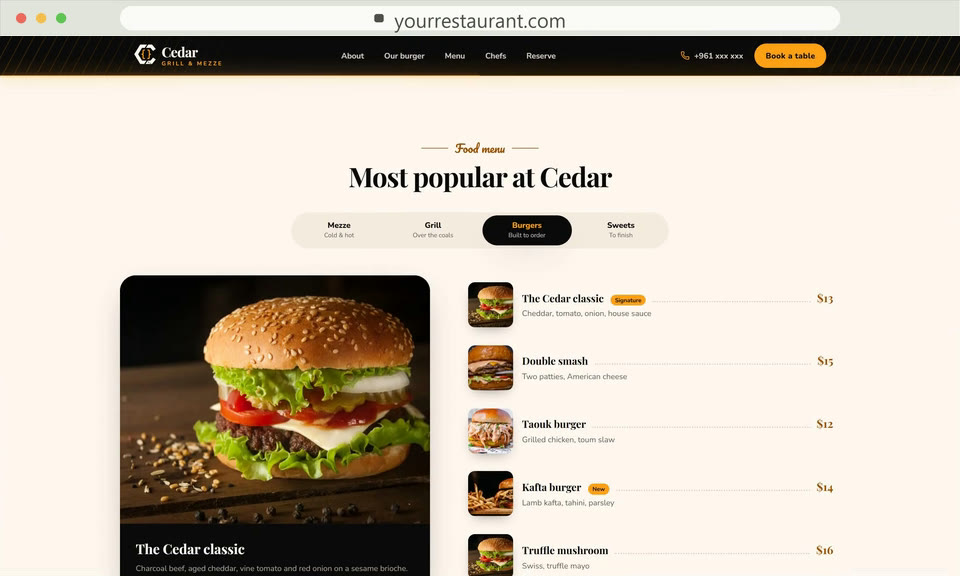 yourrestaurant.com
Cedar
GRILL & MEZZE
About
Our burger
Menu
Chefs
Reserve
+961 xxx xxx
Book a table
Food menu
Most popular at Cedar
Mezze
Cold & hot
Grill
Over the coals
Burgers
Built to order
Sweets
To finish
The Cedar classic
Charcoal beef, aged cheddar, vine tomato and red onion on a sesame brioche.
The Cedar classic Signature $13
Cheddar, tomato, onion, house sauce
Double smash $15
Two patties, American cheese
Taouk burger $12
Grilled chicken, toum slaw
Kafta burger New $14
Lamb kafta, tahini, parsley
Truffle mushroom $16
Swiss, truffle mayo